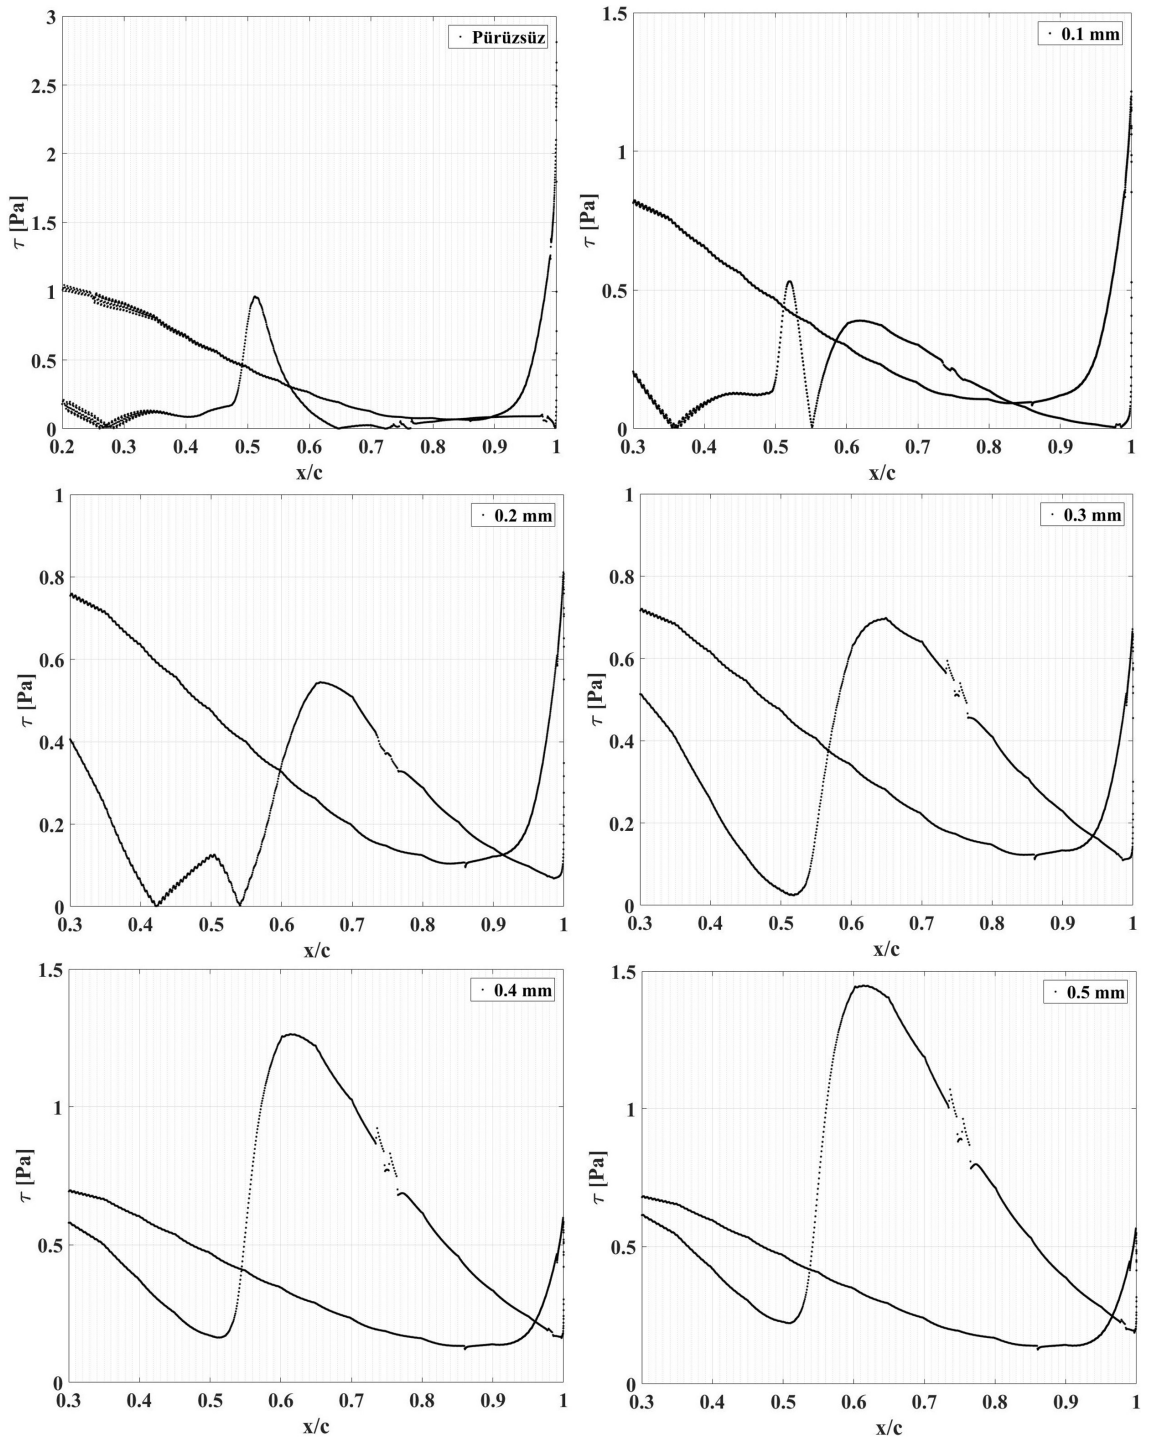 3
2.5
2
1.5
1
0.5
0
τ [Pa]
Pürüzsüz
0.2 0.3 0.4 0.5 0.6 0.7 0.8 0.9 1
x/c
1.5
1
0.5
0
τ [Pa]
0.1 mm
0.3 0.4 0.5 0.6 0.7 0.8 0.9 1
x/c
1
0.8
0.6
0.4
0.2
0
τ [Pa]
0.2 mm
0.3 0.4 0.5 0.6 0.7 0.8 0.9 1
x/c
1
0.8
0.6
0.4
0.2
0
τ [Pa]
0.3 mm
0.3 0.4 0.5 0.6 0.7 0.8 0.9 1
x/c
1.5
1
0.5
0
τ [Pa]
0.4 mm
0.3 0.4 0.5 0.6 0.7 0.8 0.9 1
x/c
1.5
1
0.5
0
τ [Pa]
0.5 mm
0.3 0.4 0.5 0.6 0.7 0.8 0.9 1
x/c